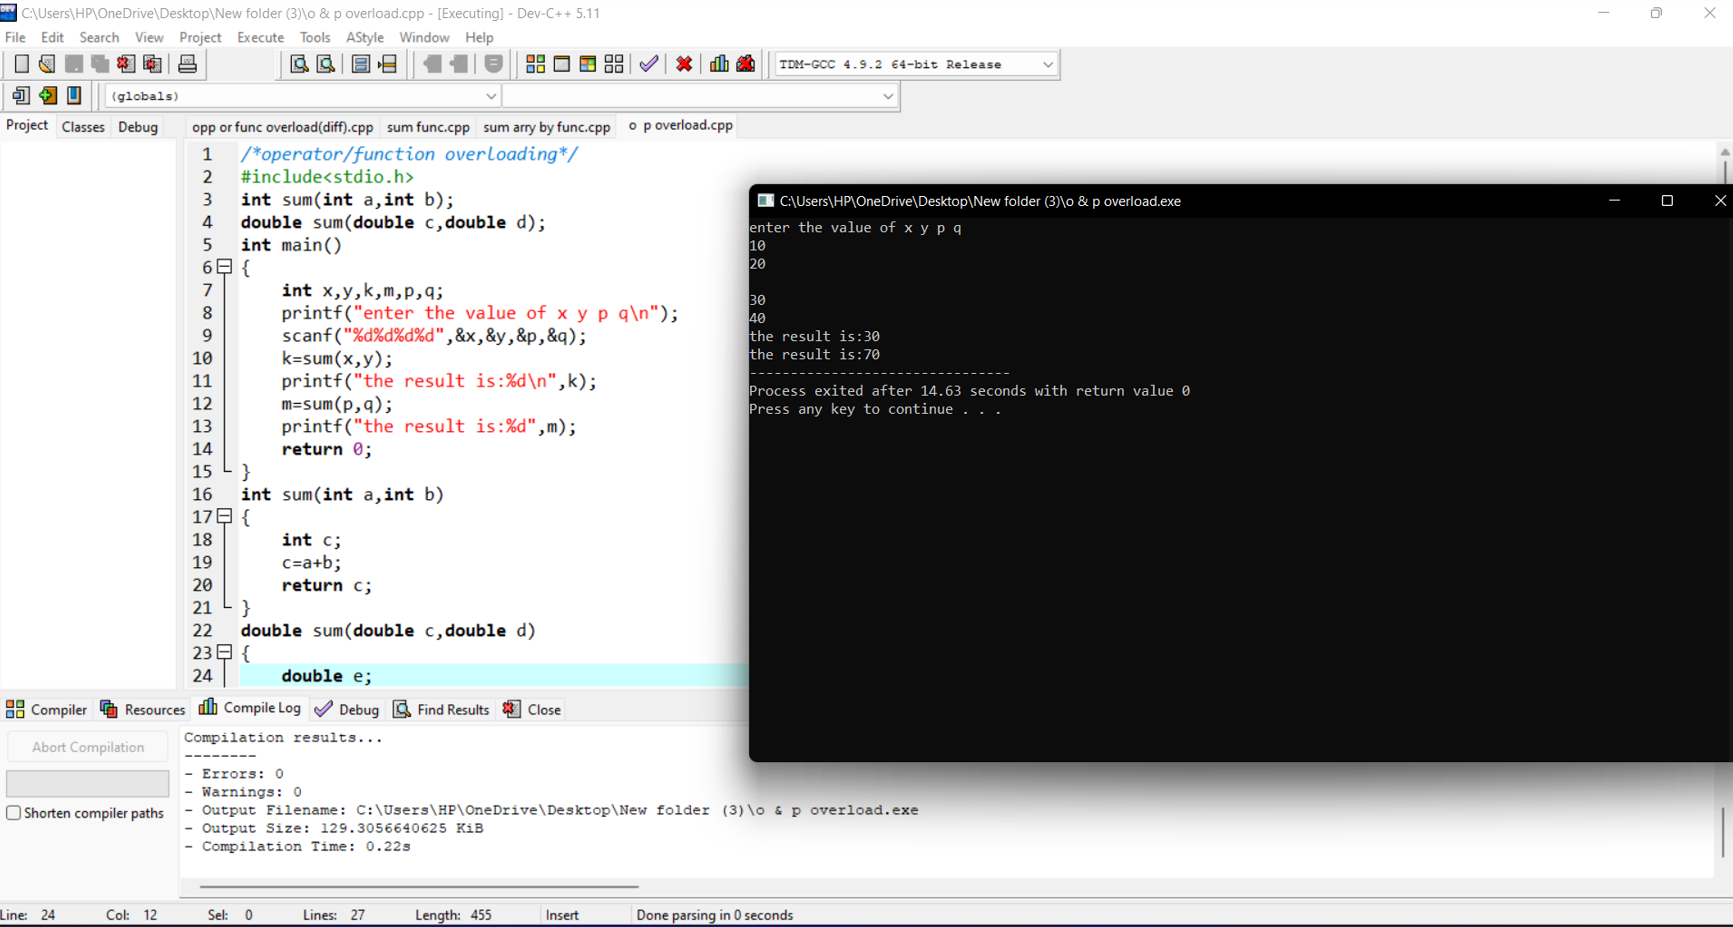 C:\Users\HP\OneDrive\Desktop\New folder (3)\o & p overload.cpp - [Executing] - Dev-C++ 5.11
File Edit Search View Project Execute Tools AStyle Window Help
TDM-GCC 4.9.2 64-bit Release
(globals)
Project Classes Debug
opp or func overload(diff).cpp sum func.cpp sum arry by func.cpp o p overload.cpp
1 /*operator/function overloading*/
2 #include<stdio.h>
3 int sum(int a,int b);
4 double sum(double c,double d);
5 int main()
6 {
7 int x,y,k,m,p,q;
8 printf("enter the value of x y p q\n");
9 scanf("%d%d%d%d",&x,&y,&p,&q);
10 k=sum(x,y);
11 printf("the result is:%d\n",k);
12 m=sum(p,q);
13 printf("the result is:%d",m);
14 return 0;
15 }
16 int sum(int a,int b)
17 {
18 int c;
19 c=a+b;
20 return c;
21 }
22 double sum(double c,double d)
23 {
24 double e;
C:\Users\HP\OneDrive\Desktop\New folder (3)\o & p overload.exe
enter the value of x y p q
10
20
30
40
the result is:30
the result is:70
--------------------------------
Process exited after 14.63 seconds with return value 0
Press any key to continue . . .
Compiler Resources Compile Log Debug Find Results Close
Abort Compilation
Shorten compiler paths
Compilation results...
--------
- Errors: 0
- Warnings: 0
- Output Filename: C:\Users\HP\OneDrive\Desktop\New folder (3)\o & p overload.exe
- Output Size: 129.3056640625 KiB
- Compilation Time: 0.22s
Line: 24 Col: 12 Sel: 0 Lines: 27 Length: 455 Insert Done parsing in 0 seconds